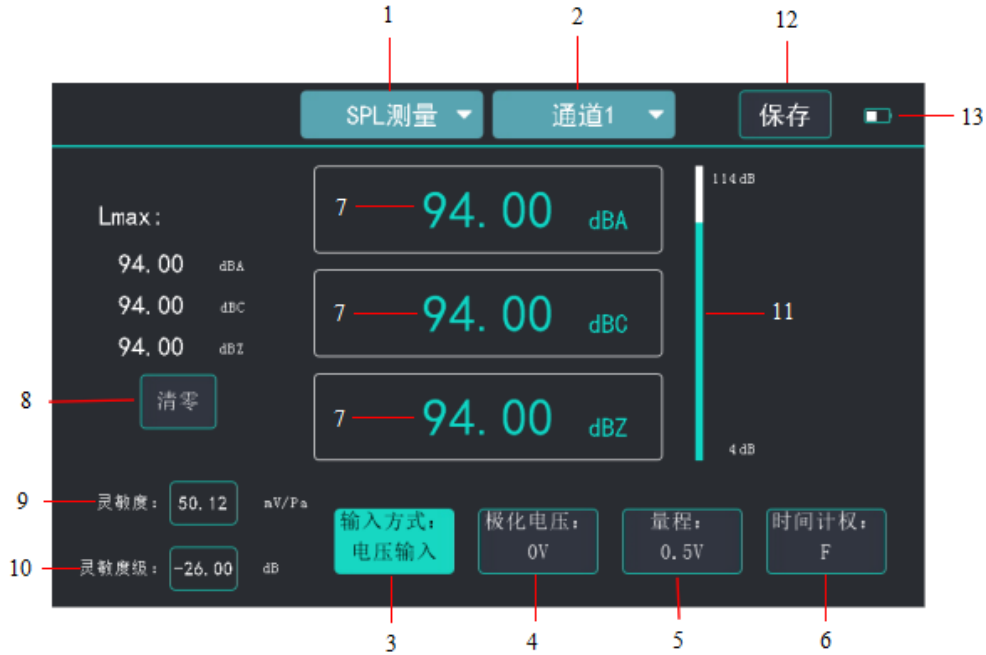 1 2 12
SPL测量 通道1 保存
13
114dB
7 94.00 dBA
Lmax:
94.00 dBA
94.00 dBC
94.00 dBZ
7 94.00 dBC
11
8 清零
7 94.00 dBZ
4dB
9 灵敏度: 50.12 mV/Pa
10 灵敏度级: -26.00 dB
输入方式: 极化电压: 量程: 时间计权:
电压输入 0V 0.5V F
3 4 5 6